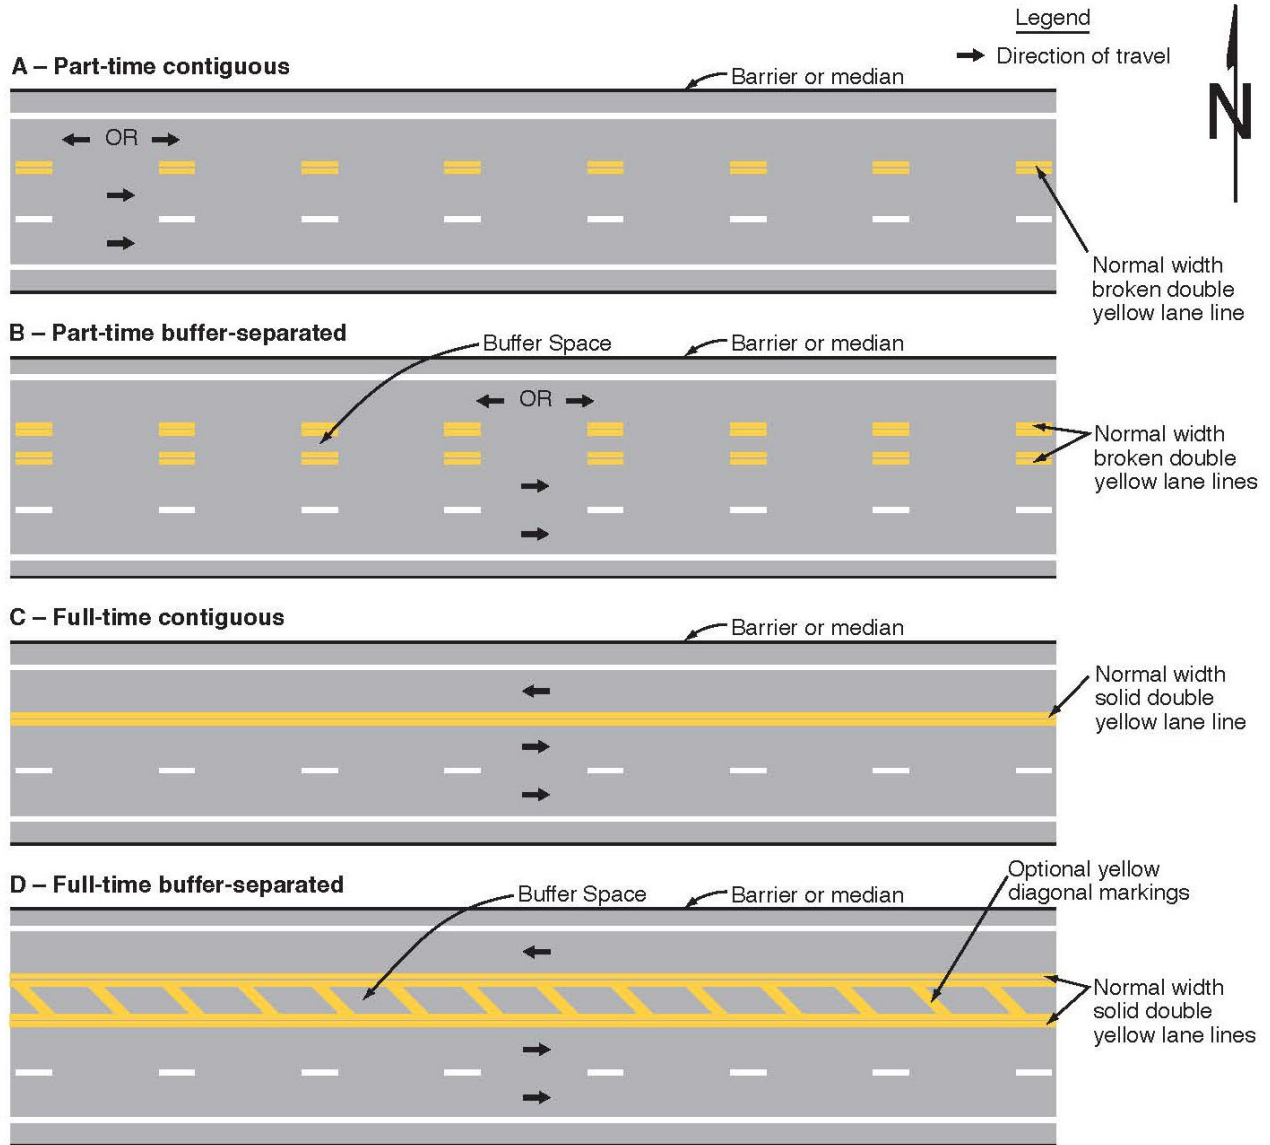 Legend
Direction of travel
N
A – Part-time contiguous
Barrier or median
OR
Normal width
broken double
yellow lane line
B – Part-time buffer-separated
Buffer Space
Barrier or median
OR
Normal width
broken double
yellow lane lines
C – Full-time contiguous
Barrier or median
Normal width
solid double
yellow lane line
D – Full-time buffer-separated
Buffer Space
Barrier or median
Optional yellow
diagonal markings
Normal width
solid double
yellow lane lines